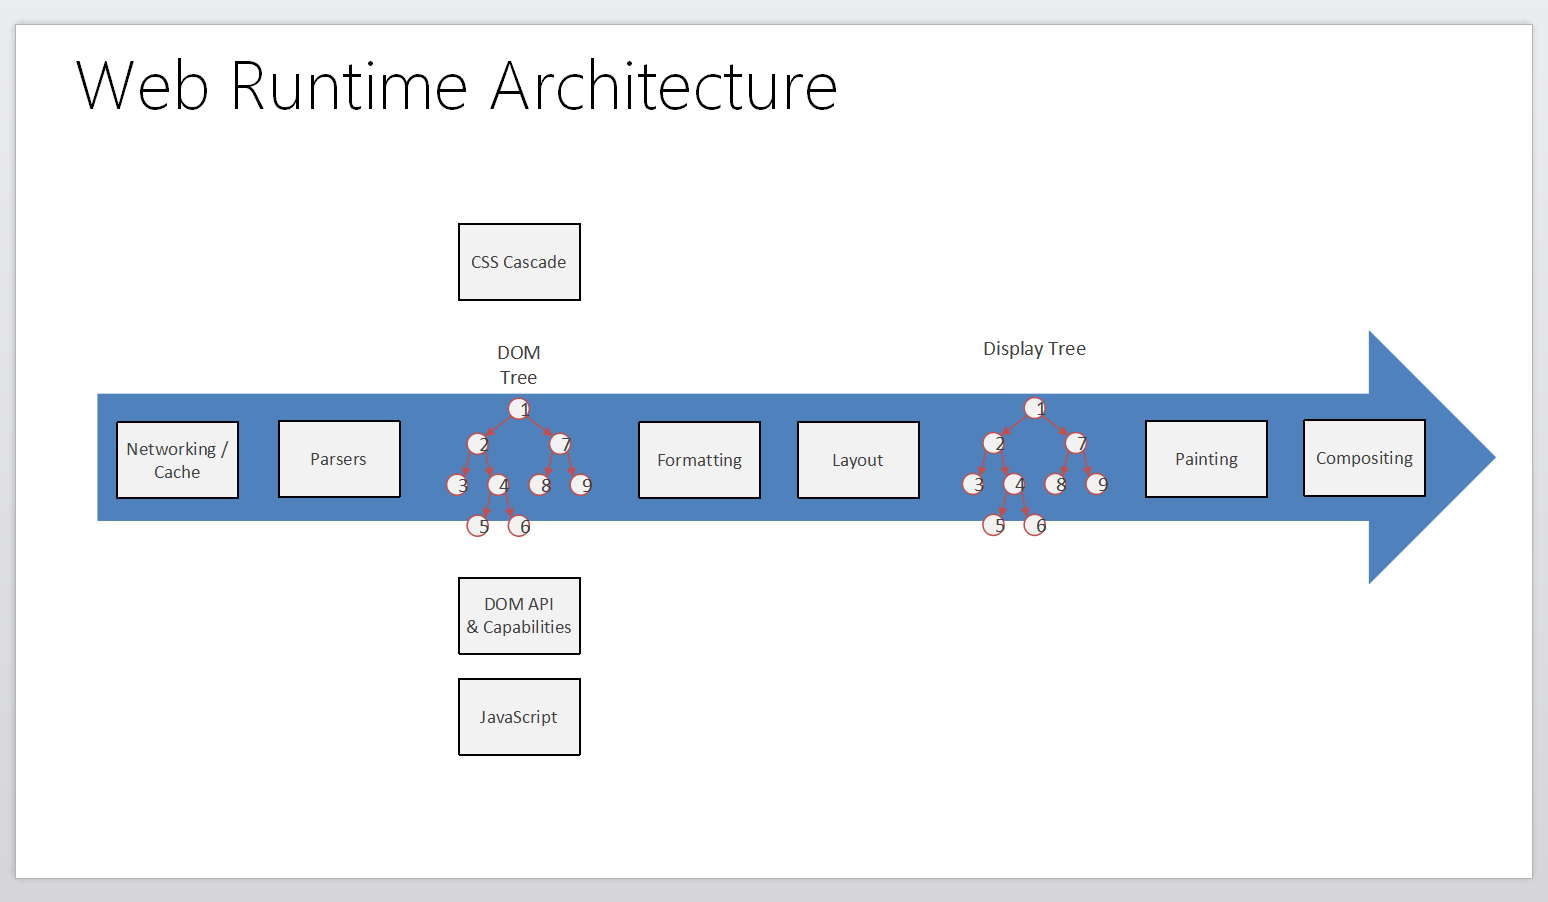 Web Runtime Architecture
CSS Cascade
DOM
Tree
Display Tree
Networking /
Cache
Parsers
1
2 7
3 4 8 9
5 6
Formatting
Layout
1
2 7
3 4 8 9
5 6
Painting
Compositing
DOM API
& Capabilities
JavaScript